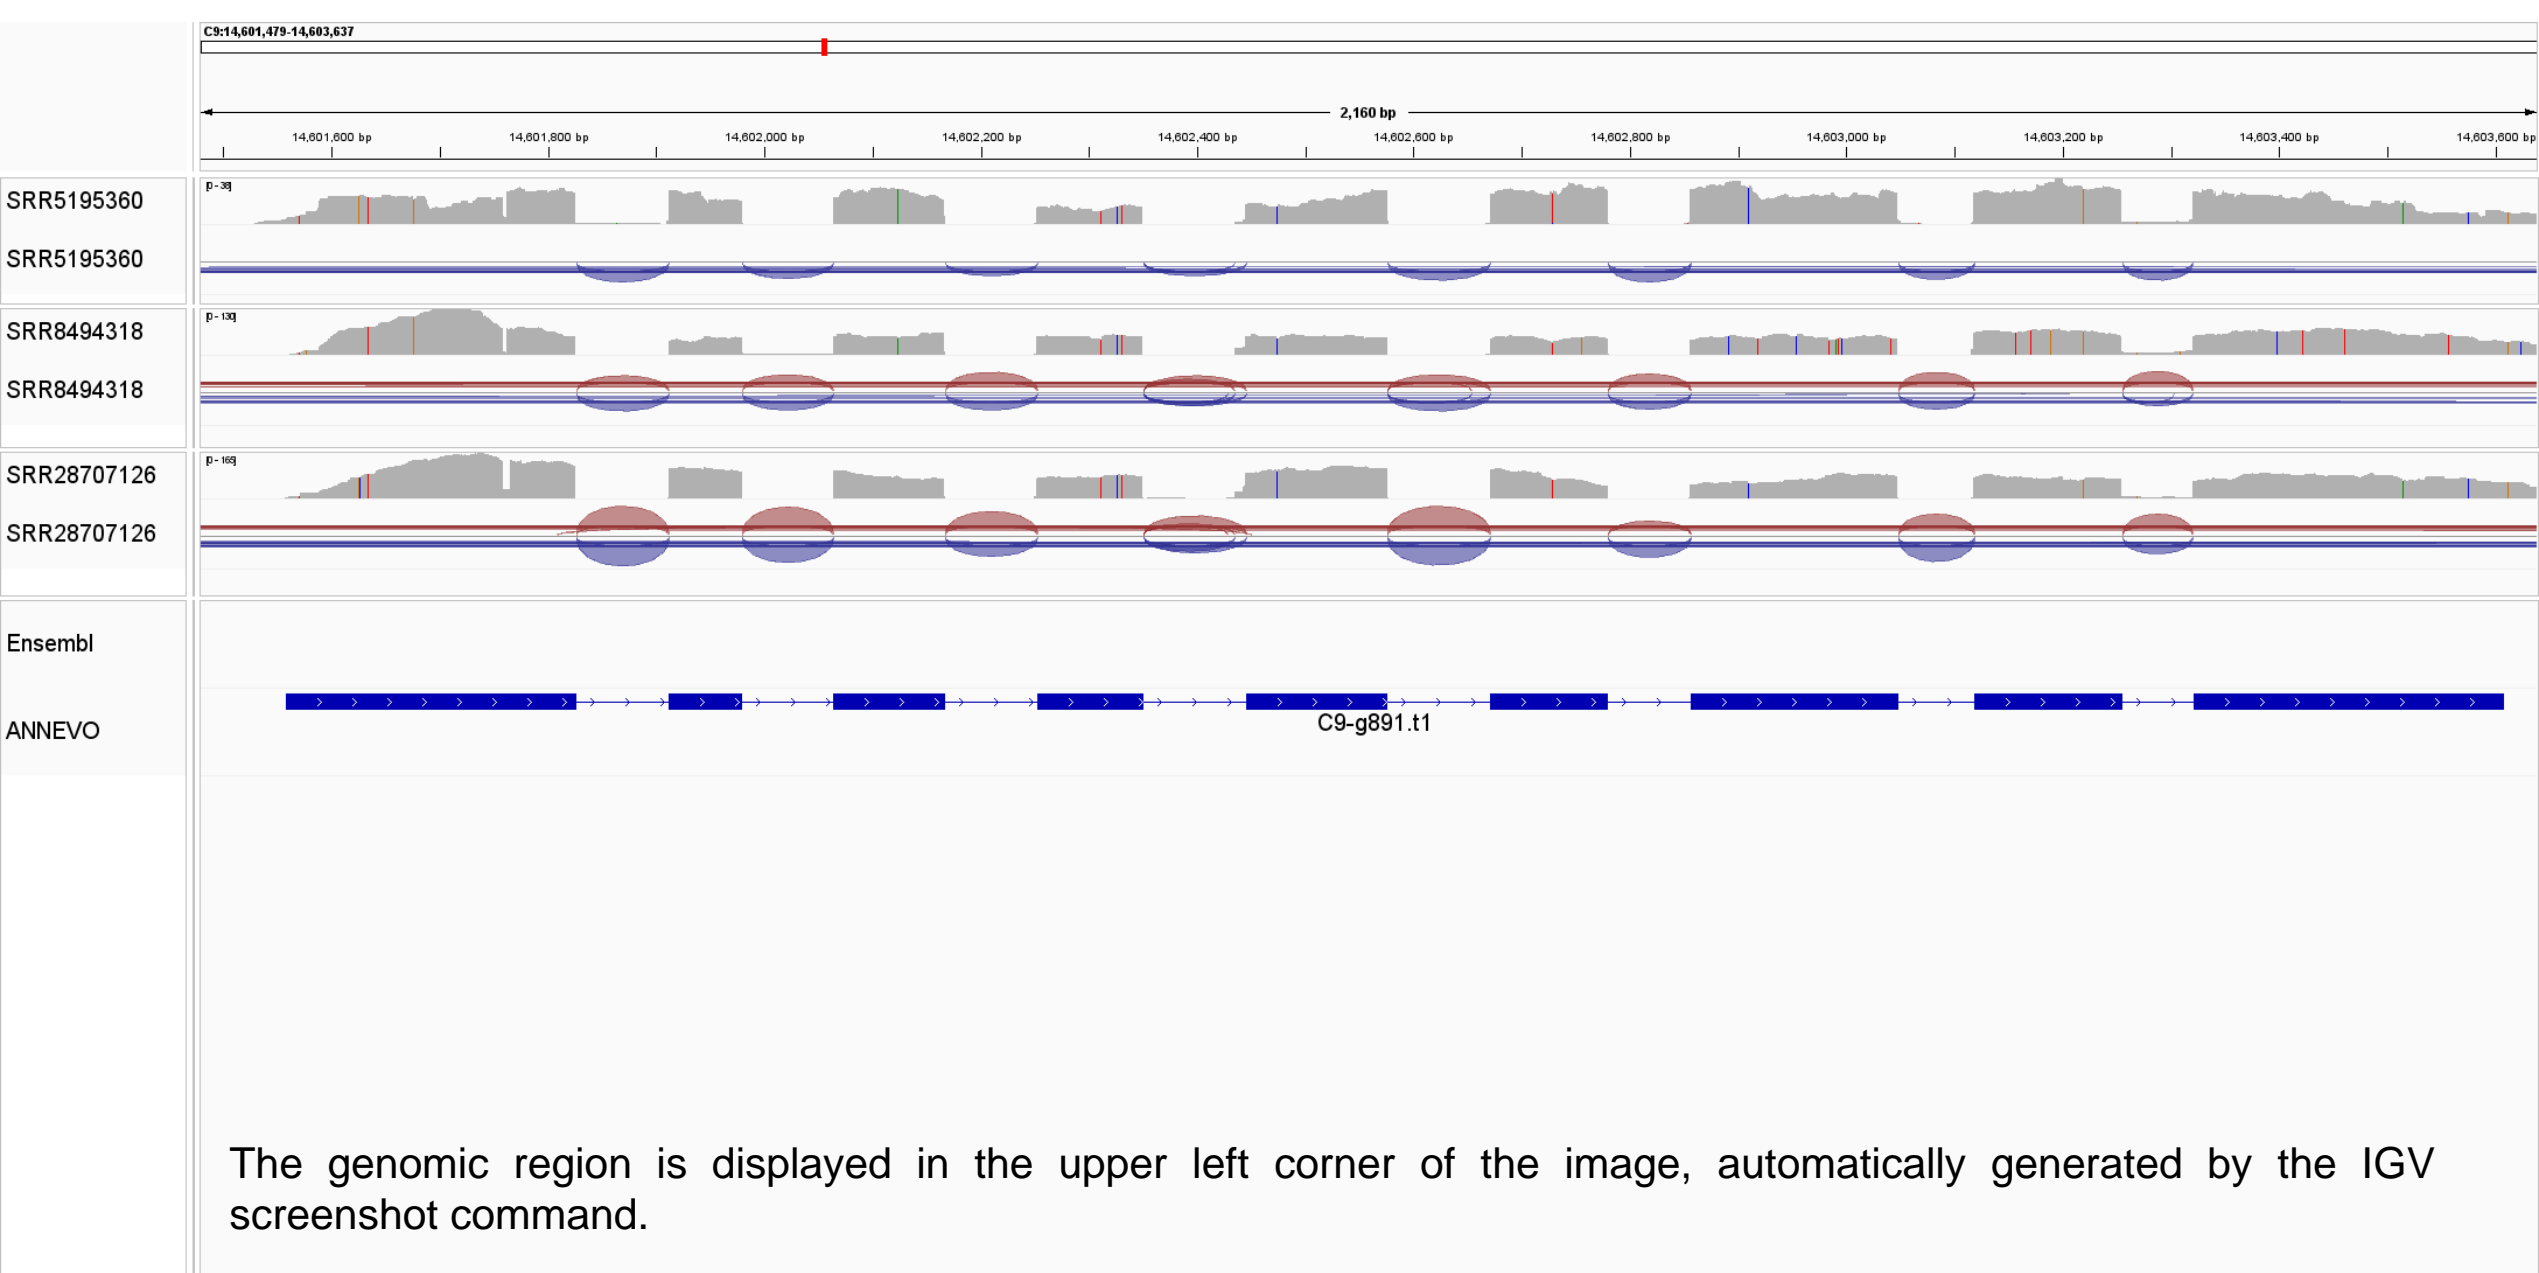 C9:14,601,479-14,603,637
2,160 bp
14,601,600 bp 14,601,800 bp 14,602,000 bp 14,602,200 bp 14,602,400 bp 14,602,600 bp 14,602,800 bp 14,603,000 bp 14,603,200 bp 14,603,400 bp 14,603,600 bp
SRR5195360 [0 - 38]
SRR5195360
SRR8494318 [0 - 130]
SRR8494318
SRR28707126 [0 - 165]
SRR28707126
Ensembl
ANNEVO
C9-g891.t1
The genomic region is displayed in the upper left corner of the image, automatically generated by the IGV
screenshot command.